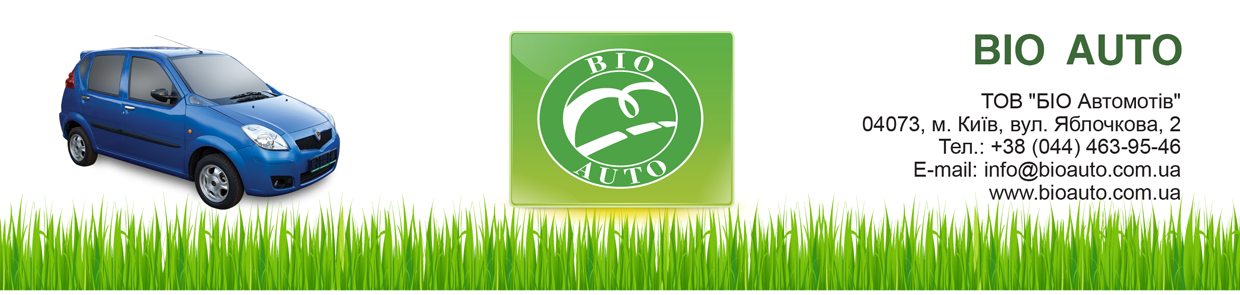 BIO
AUTO
BIO AUTO
ТОВ "БІО Автомотів"
04073, м. Київ, вул. Яблочкова, 2
Тел.: +38 (044) 463-95-46
E-mail: info@bioauto.com.ua
www.bioauto.com.ua